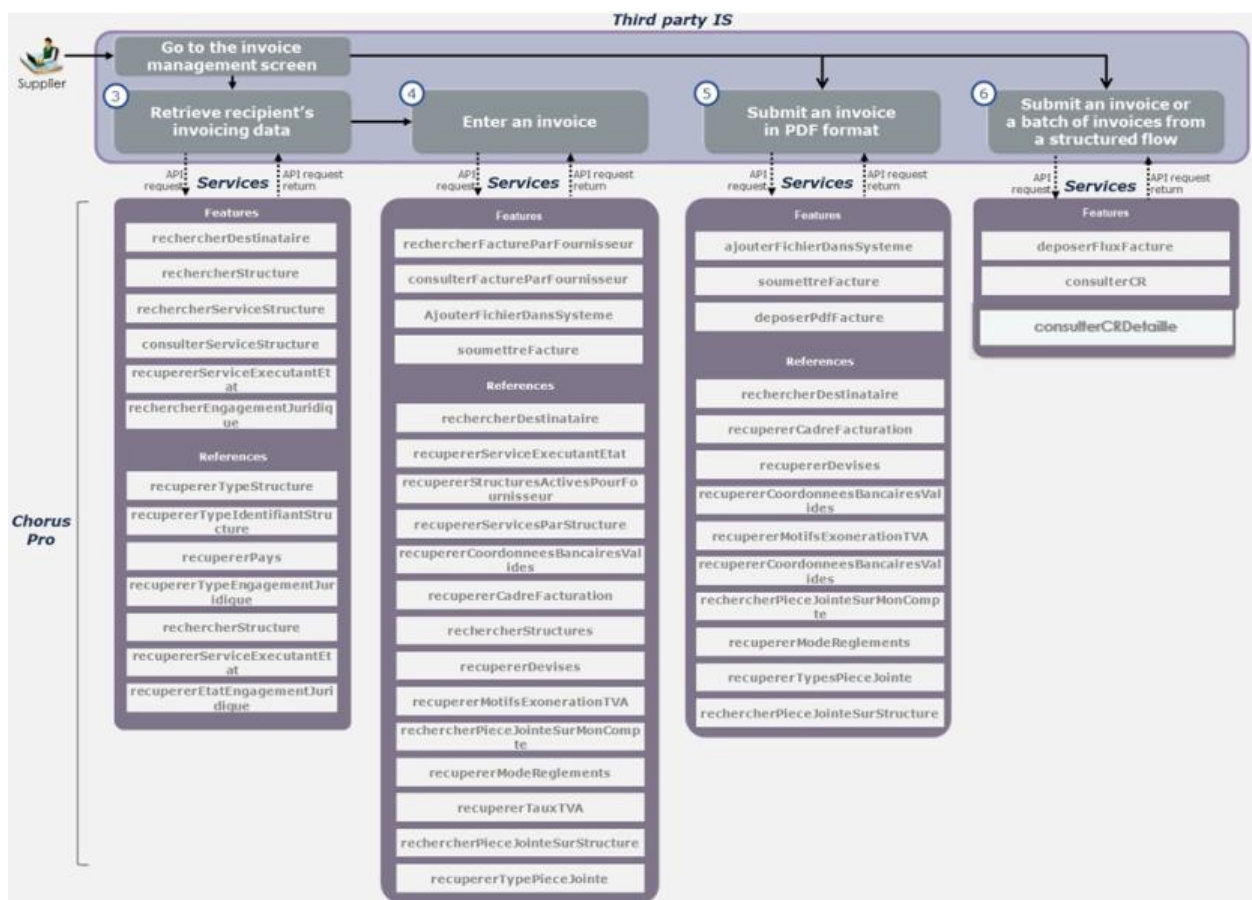 Third party IS
Supplier
Go to the invoice
management screen
3
Retrieve recipient's
invoicing data
4
Enter an invoice
5
Submit an invoice
in PDF format
6
Submit an invoice or
a batch of invoices from
a structured flow
API
request
Services
API request
return
API
request
Services
API request
return
API
request
Services
API request
return
API
request
Services
API request
return
Chorus
Pro
Features
rechercherDestinataire
rechercherStructure
rechercherServiceStructure
consulterServiceStructure
recupererServiceExecutantEt
at
rechercherEngagementJuridiq
ue
References
recupererTypeStructure
recupererTypeIdentifiantStru
cture
recupererPays
recupererTypeEngagementJur
idique
rechercherStructure
recupererServiceExecutantEt
at
recupererEtatEngagementJuri
dique
Features
rechercherFactureParFournisseur
consulterFactureParFournisseur
AjouterFichierDansSysteme
soumettreFacture
References
rechercherDestinataire
recupererServiceExecutantEtat
recupererStructuresActivesPourFo
urnisseur
recupererServicesParStructure
recupererCoordonneesBancairesVal
ides
recupererCadreFacturation
rechercherStructures
recupererDevises
recupererMotifsExonerationTVA
rechercherPieceJointeSurMonComp
te
recupererModeReglements
recupererTauxTVA
rechercherPieceJointeSurStructure
recupererTypePieceJointe
Features
ajouterFichierDansSysteme
soumettreFacture
deposerPdfFacture
References
rechercherDestinataire
recupererCadreFacturation
recupererDevises
recupererCoordonneesBancairesVal
ides
recupererMotifsExonerationTVA
recupererCoordonneesBancairesVal
ides
rechercherPieceJointeSurMonComp
te
recupererModeReglements
recupererTypesPieceJointe
rechercherPieceJointeSurStructure
Features
deposerFluxFacture
consulterCR
consulterCRDetaille